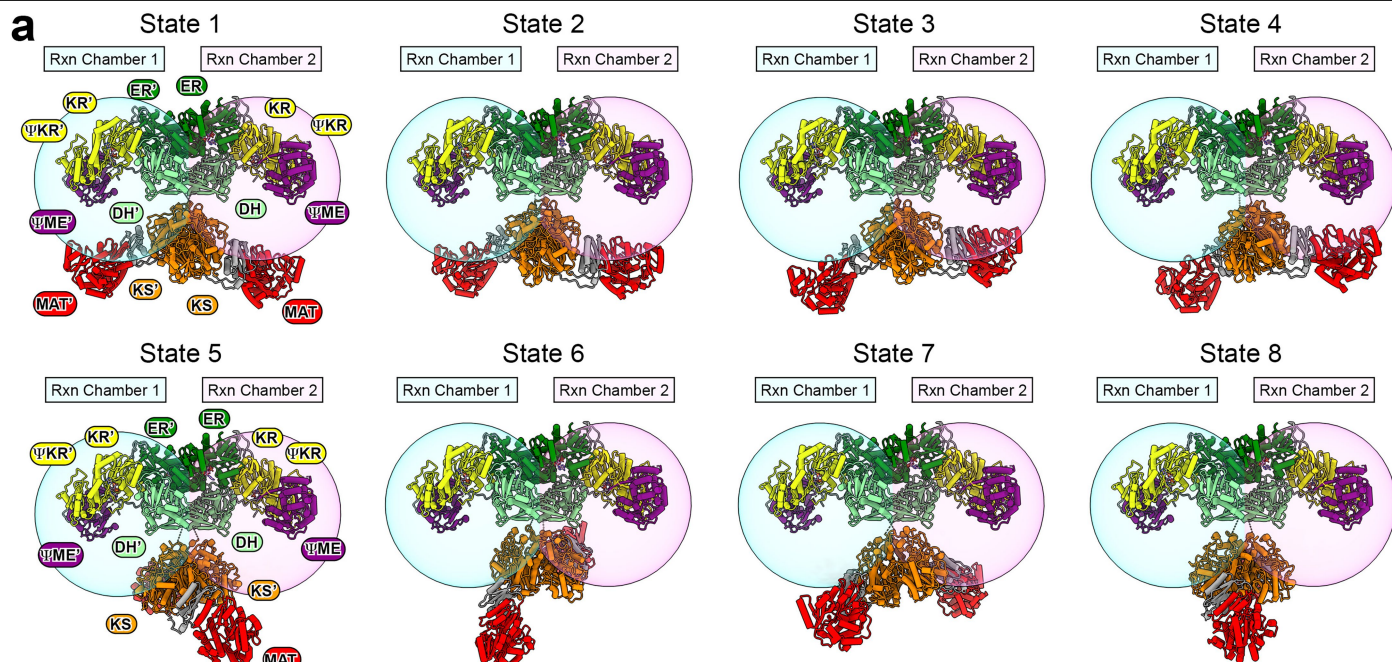 a
State 1
State 2
State 3
State 4
Rxn Chamber 1
Rxn Chamber 2
Rxn Chamber 1
Rxn Chamber 2
Rxn Chamber 1
Rxn Chamber 2
Rxn Chamber 1
Rxn Chamber 2
ER'
ER
KR'
KR
ΨKR'
ΨKR
DH'
DH
ΨME'
ΨME
KS'
KS
MAT'
MAT
State 5
State 6
State 7
State 8
Rxn Chamber 1
Rxn Chamber 2
Rxn Chamber 1
Rxn Chamber 2
Rxn Chamber 1
Rxn Chamber 2
Rxn Chamber 1
Rxn Chamber 2
ER'
ER
KR'
KR
ΨKR'
ΨKR
DH'
DH
ΨME'
ΨME
KS'
KS
MAT